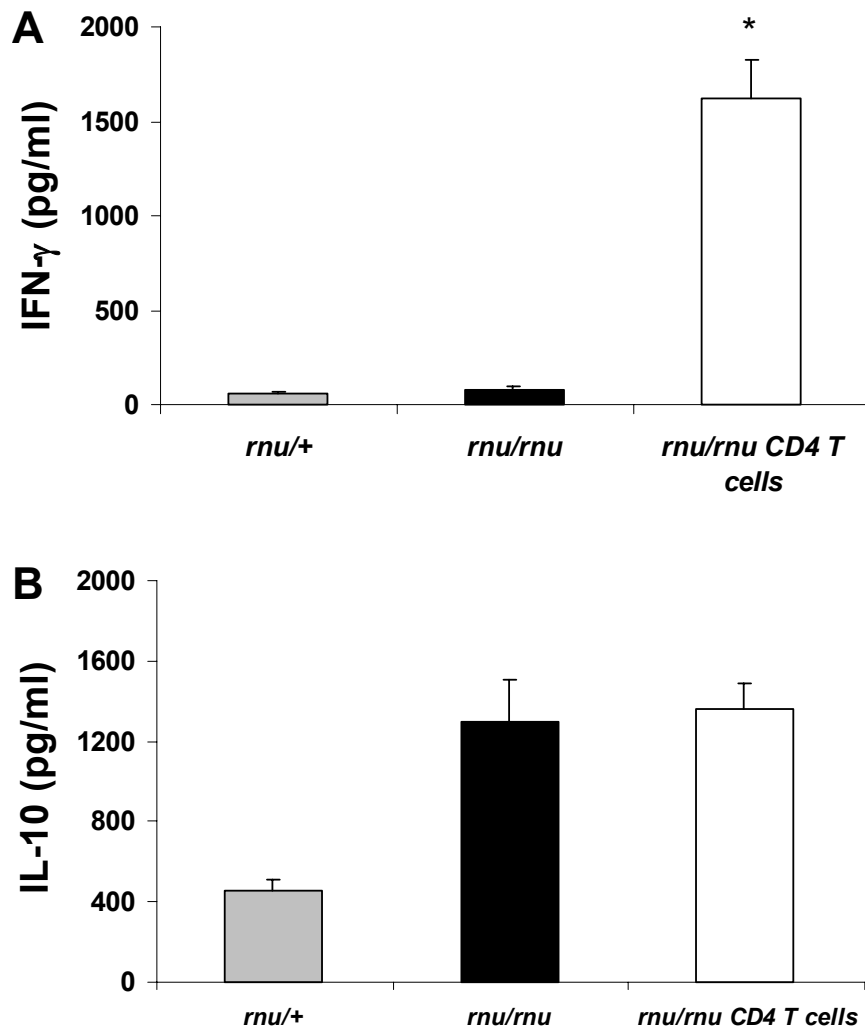 A
IFN-γ (pg/ml)
2000
1500
1000
500
0
*
rnu/+
rnu/rnu
rnu/rnu CD4 T
cells
B
IL-10 (pg/ml)
2000
1600
1200
800
400
0
rnu/+
rnu/rnu
rnu/rnu CD4 T cells